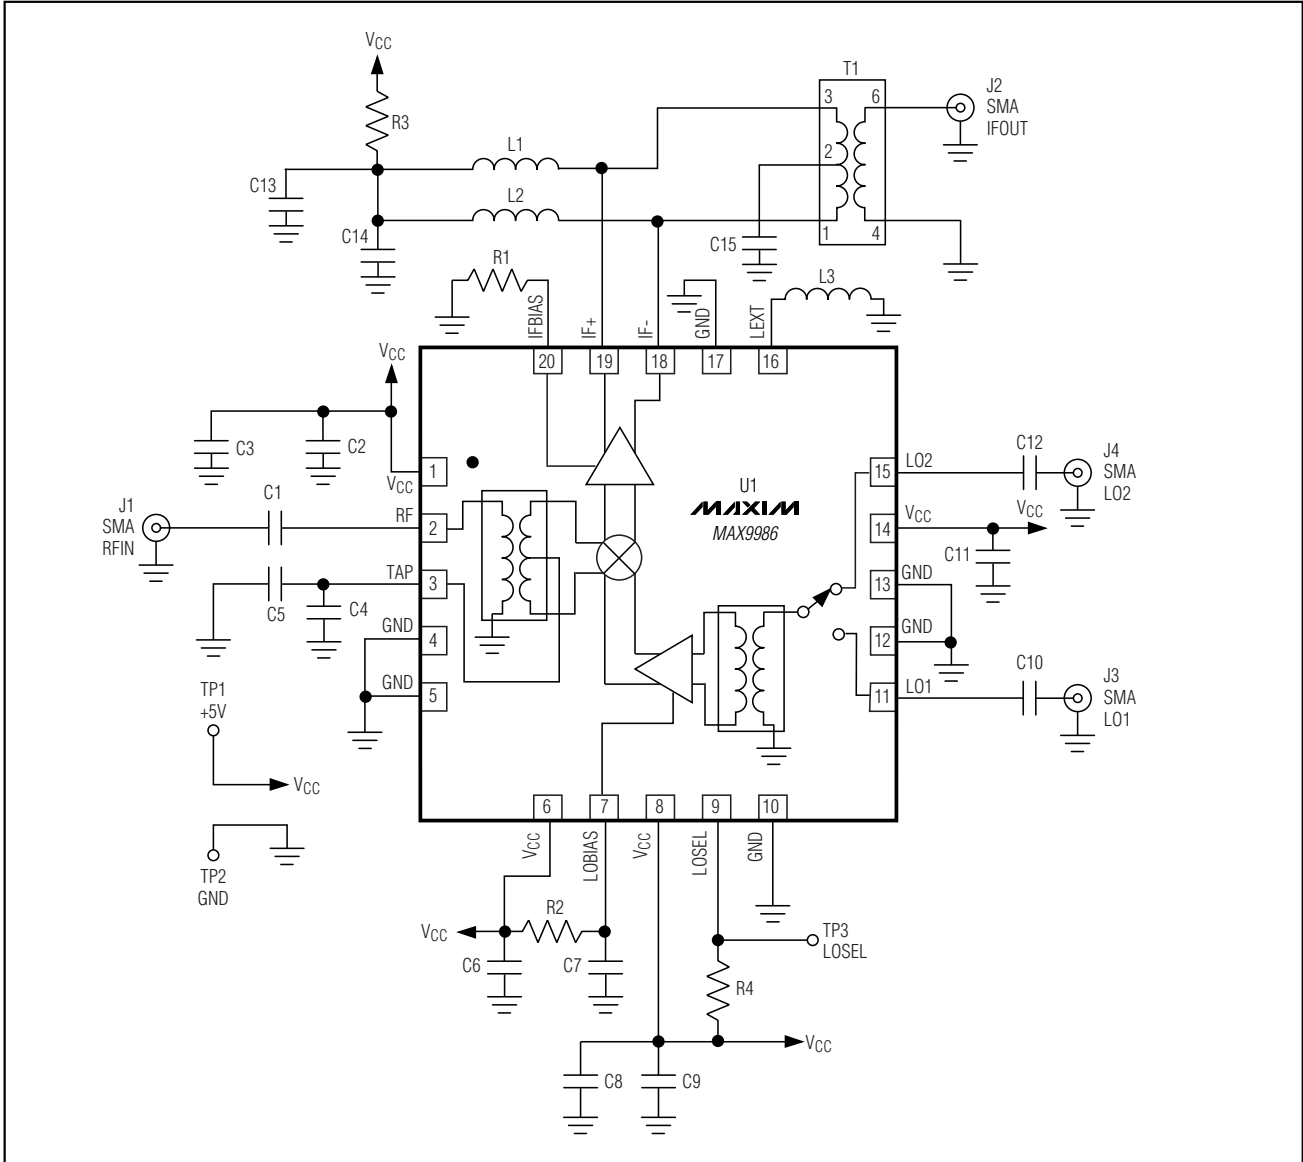 VCC
R3
C13
C14
L1
L2
T1
3
6
2
1
4
C15
J2
SMA
IFOUT
R1
IFBIAS
IF+
IF-
GND
LEXT
L3
20
19
18
17
16
VCC
C3
C2
1
VCC
J1
SMA
RFIN
C1
RF
2
TAP
3
C5
C4
GND
4
GND
5
TP1
+5V
VCC
TP2
GND
U1
MAXIM
MAX9986
15
LO2
C12
J4
SMA
LO2
14
VCC
VCC
C11
13
GND
12
GND
11
LO1
C10
J3
SMA
LO1
6
7
8
9
10
VCC
LOBIAS
VCC
LOSEL
GND
VCC
R2
C6
C7
TP3
LOSEL
R4
VCC
C8
C9